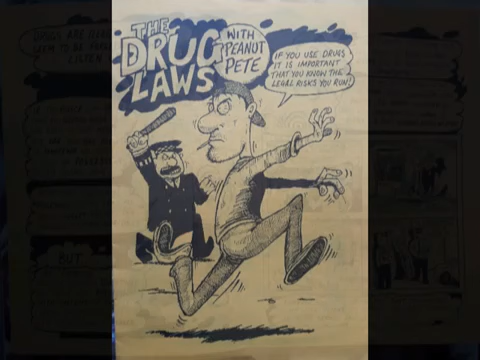 THE
DRUG
LAWS
WITH
PEANUT
PETE
IF YOU USE DRUGS
IT IS IMPORTANT
THAT YOU KNOW THE
LEGAL RISKS YOU RUN!
BUT